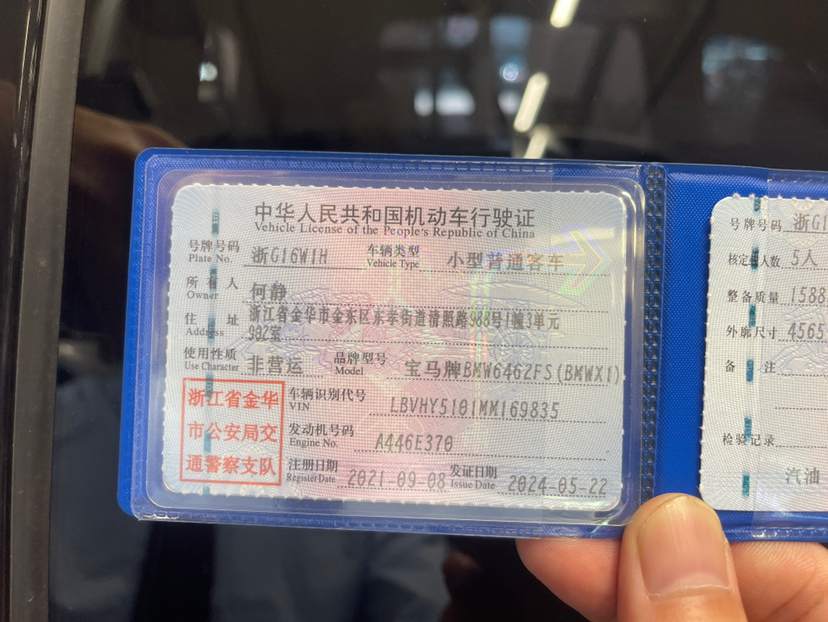 中华人民共和国机动车行驶证
Vehicle License of the People's Republic of China
号牌号码 浙G16W1H 车辆类型 小型普通客车
Plate No. Vehicle Type
所有人 何静
Owner
住址 浙江省金华市金东区东孝街道清照路988号1幢3单元
Address 902室
使用性质 非营运 品牌型号 宝马牌BMW6462FS(BMWX1)
Use Character Model
浙江省金华
市公安局交
通警察支队
车辆识别代号 LBVHY5101MM169835
VIN
发动机号码 A446E370
Engine No.
注册日期 2021-09-08 发证日期 2024-05-22
Register Date Issue Date
号牌号码 浙G1
核定载人数 5人
整备质量 1588
外廓尺寸 4565
备注
检验记录
汽油